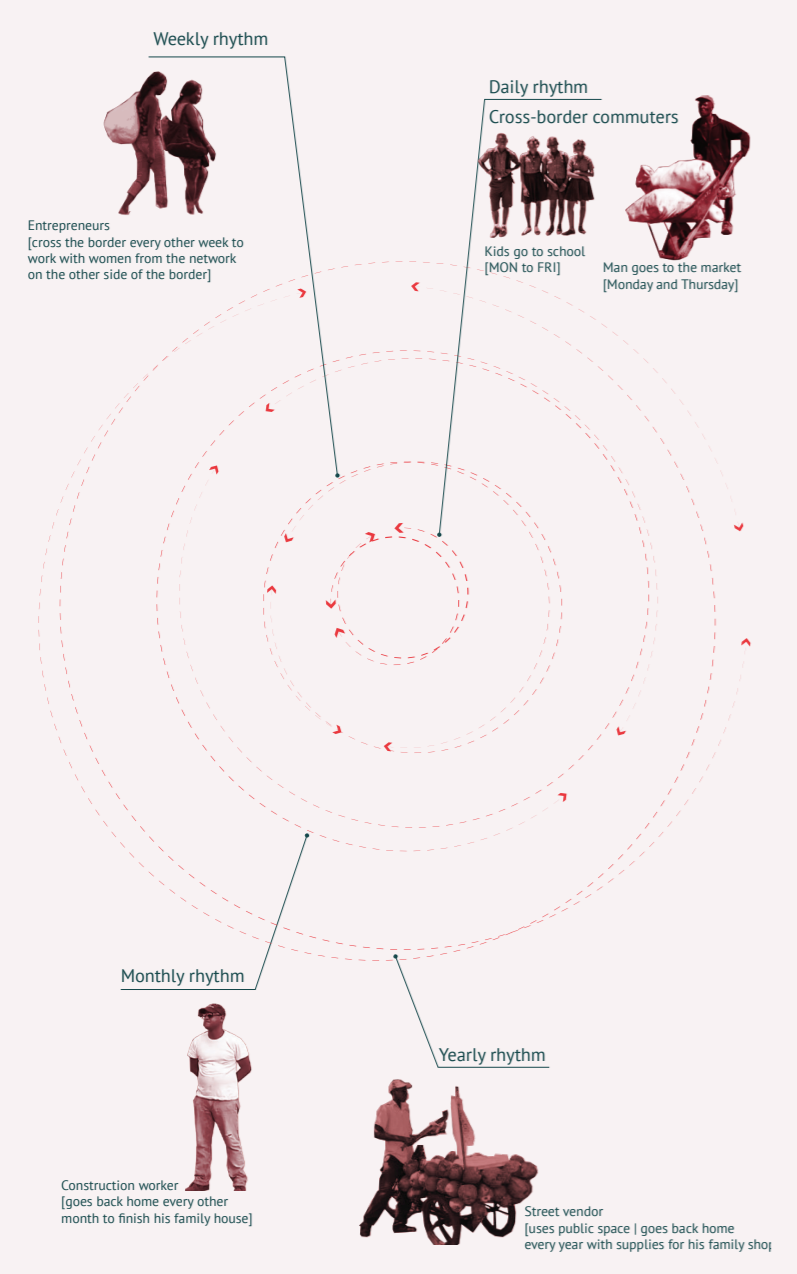 Weekly rhythm
Entrepreneurs
[cross the border every other week to
work with women from the network
on the other side of the border]
Daily rhythm
Cross-border commuters
Kids go to school
[MON to FRI]
Man goes to the market
[Monday and Thursday]
Monthly rhythm
Construction worker
[goes back home every other
month to finish his family house]
Yearly rhythm
Street vendor
[uses public space | goes back home
every year with supplies for his family shop